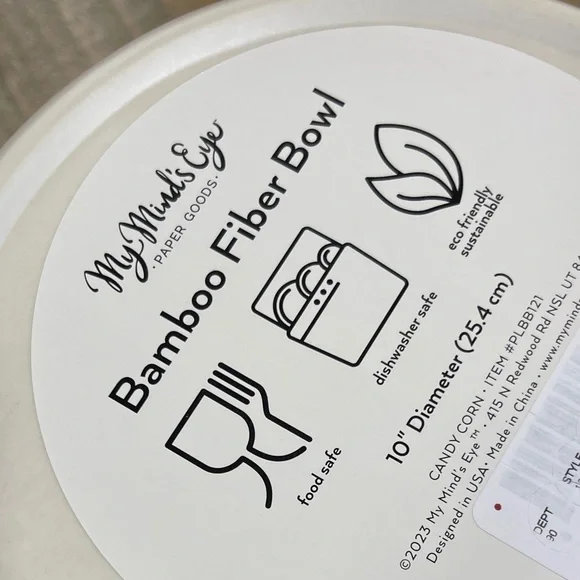 My Mind's Eye™
· PAPER GOODS ·
Bamboo Fiber Bowl
eco friendly
sustainable
dishwasher safe
food safe
10" Diameter (25.4 cm)
CANDY CORN · ITEM #PLBB121
©2023 My Mind's Eye™ · 415 N Redwood Rd NSL UT
Designed in USA · Made in China ·
DEPT
90
STYLE